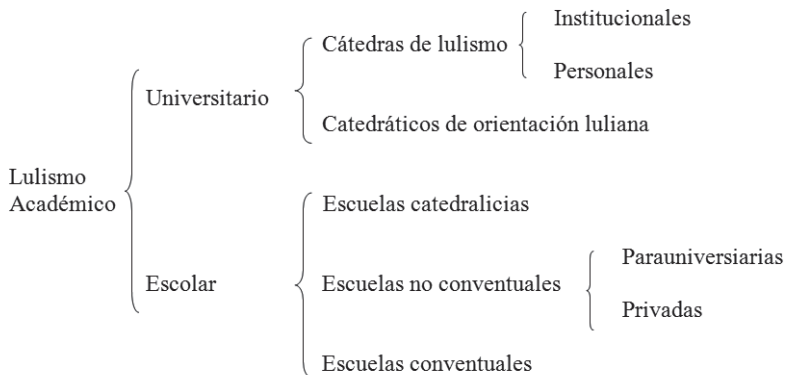 Institucionales
Cátedras de lulismo
Personales
Universitario
Catedráticos de orientación luliana
Lulismo
Académico
Escuelas catedralicias
Parauniversiarias
Escolar
Escuelas no conventuales
Privadas
Escuelas conventuales